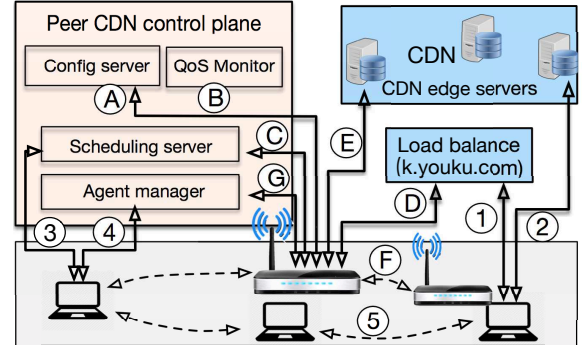 Peer CDN control plane
Config server
QoS Monitor
A
B
Scheduling server
C
Agent manager
G
CDN
CDN edge servers
E
Load balance
(k.youku.com)
D
1
2
3
4
F
5